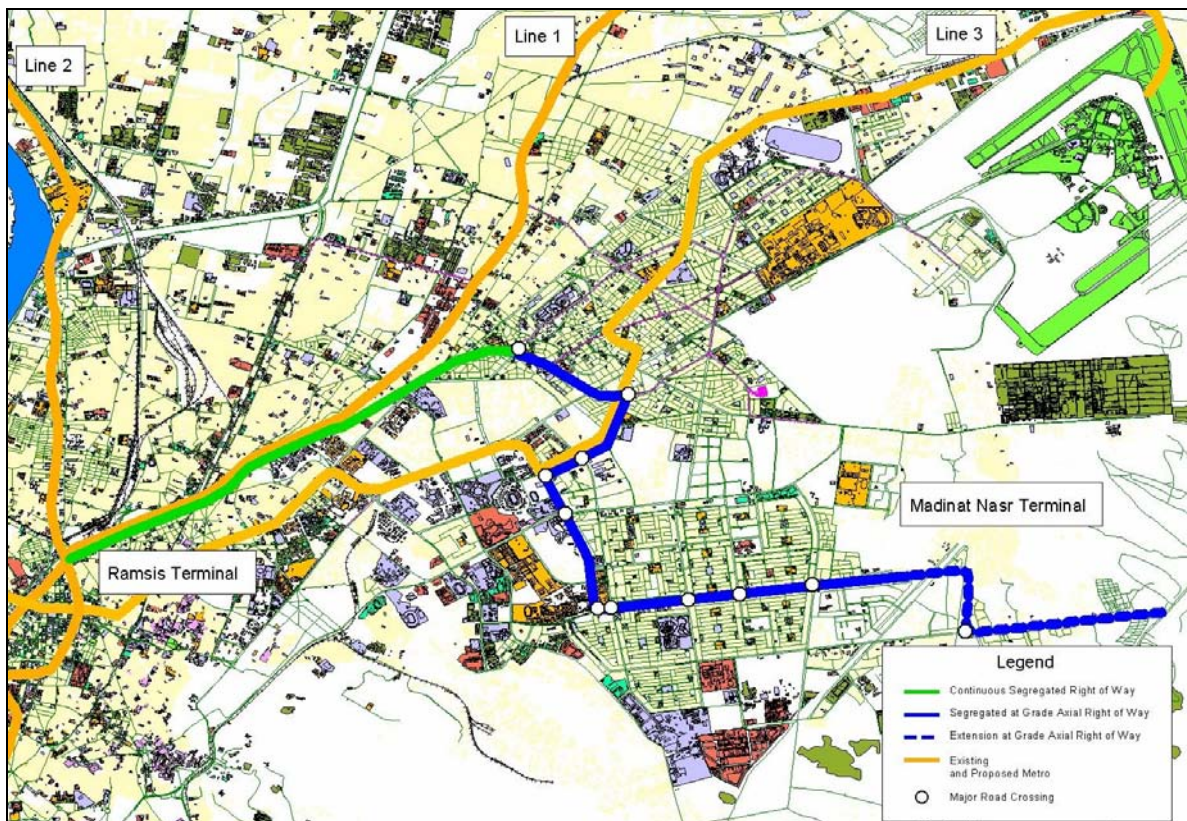 Line 2
Line 1
Line 3
Ramsis Terminal
Madinat Nasr Terminal
Legend
Continuous Segregated Right of Way
Segregated at Grade Axial Right of Way
Extension at Grade Axial Right of Way
Existing
and Proposed Metro
Major Road Crossing